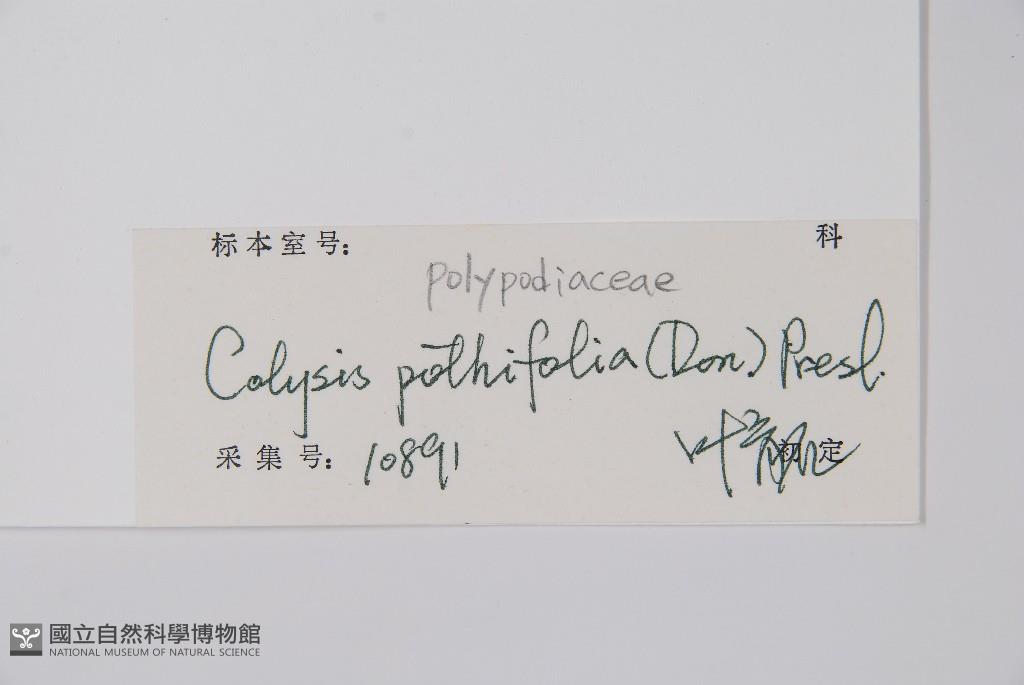 标本室号： 科
polypodiaceae
Colysis pothifolia (Don.) Presl.
采集号：10891 初定
國立自然科學博物館
NATIONAL MUSEUM OF NATURAL SCIENCE